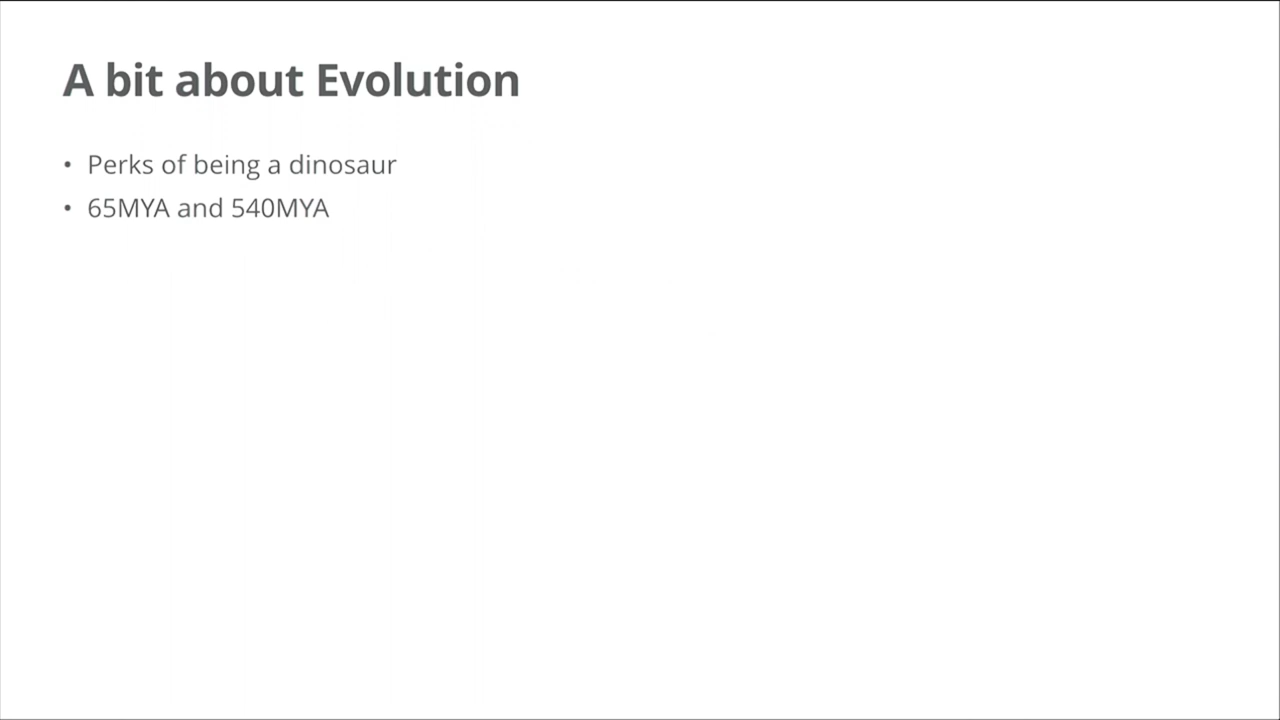 A bit about Evolution
• Perks of being a dinosaur
• 65MYA and 540MYA